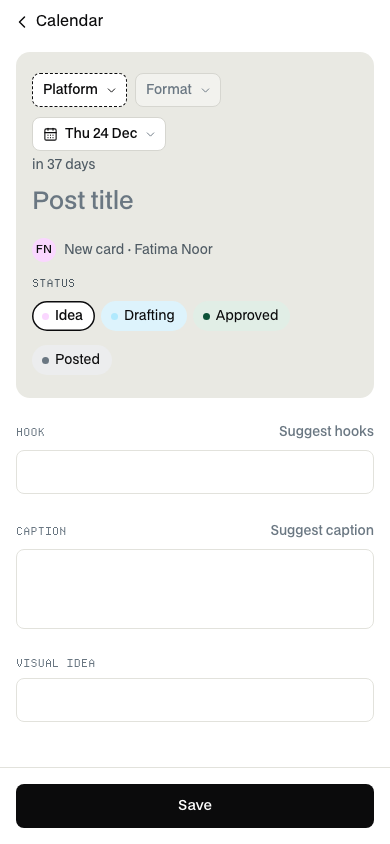 Calendar
Platform
Format
Thu 24 Dec
in 37 days
Post title
FN
New card · Fatima Noor
STATUS
Idea
Drafting
Approved
Posted
HOOK
Suggest hooks
CAPTION
Suggest caption
VISUAL IDEA
Save